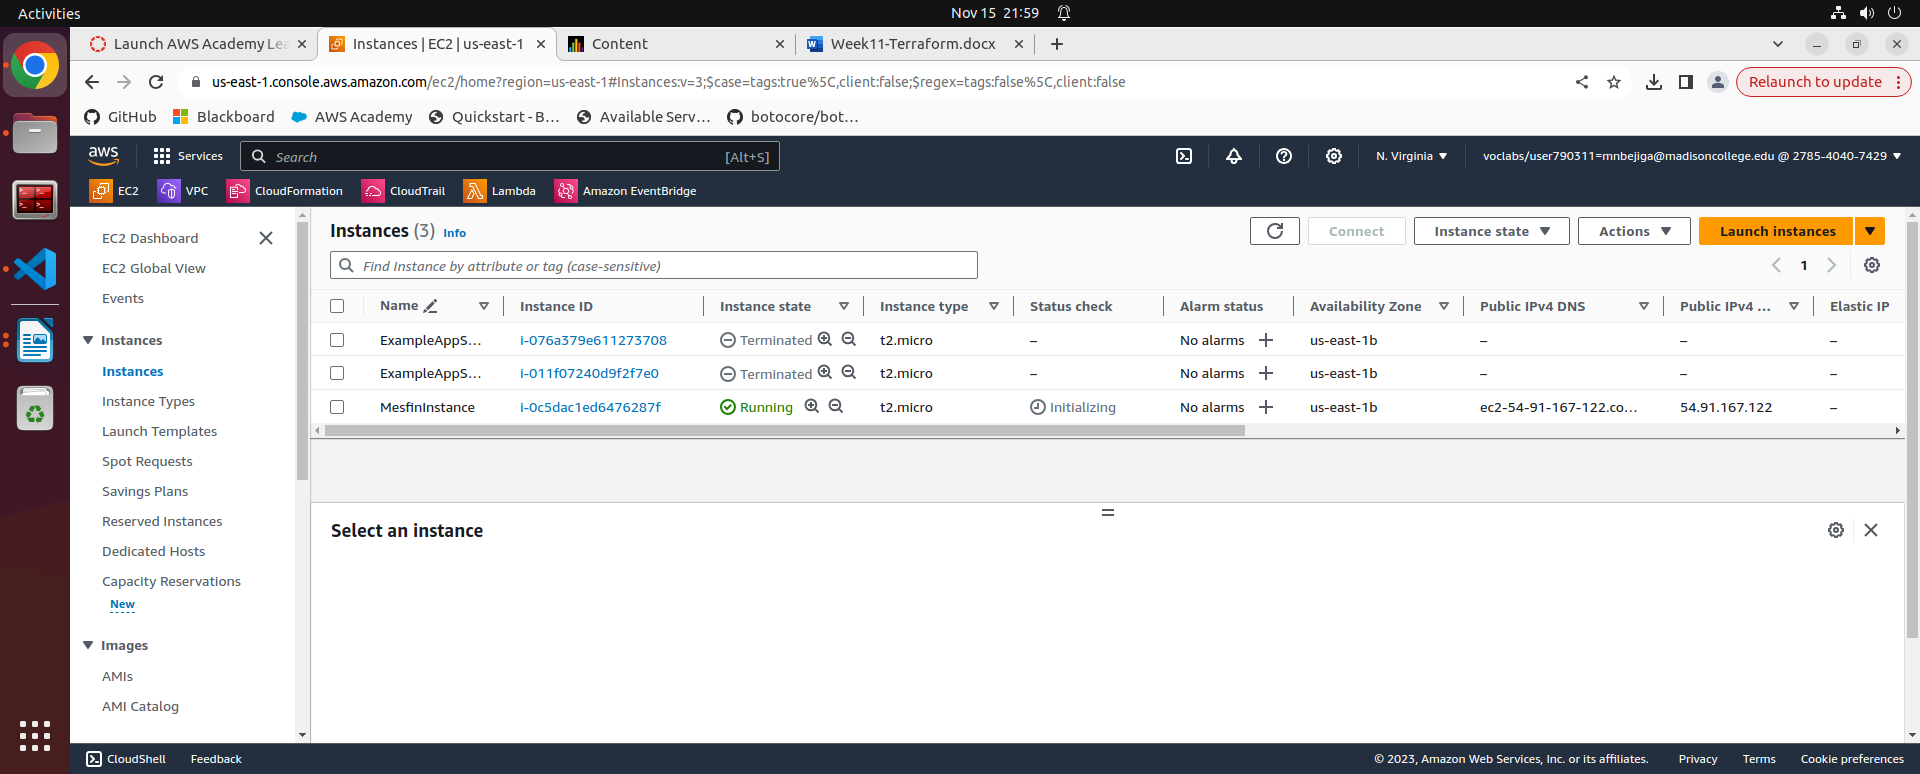 Activities
Nov 15 21:59
Launch AWS Academy Lea
Instances | EC2 | us-east-1
Content
Week11-Terraform.docx
us-east-1.console.aws.amazon.com/ec2/home?region=us-east-1#Instances:v=3;$case=tags:true%5C,client:false;$regex=tags:false%5C,client:false
Relaunch to update
GitHub
Blackboard
AWS Academy
Quickstart - B...
Available Serv...
botocore/bot...
aws
Services
Search
[Alt+S]
N. Virginia
voclabs/user790311=mnbejiga@madisoncollege.edu @ 2785-4040-7429
EC2
VPC
CloudFormation
CloudTrail
Lambda
Amazon EventBridge
EC2 Dashboard
EC2 Global View
Events
Instances
Instances
Instance Types
Launch Templates
Spot Requests
Savings Plans
Reserved Instances
Dedicated Hosts
Capacity Reservations
New
Images
AMIs
AMI Catalog
Instances (3) Info
Connect
Instance state
Actions
Launch instances
Find Instance by attribute or tag (case-sensitive)
1
Name Instance ID Instance state Instance type Status check Alarm status Availability Zone Public IPv4 DNS Public IPv4 ... Elastic IP
ExampleAppS... i-076a379e611273708 Terminated t2.micro – No alarms + us-east-1b – – –
ExampleAppS... i-011f07240d9f2f7e0 Terminated t2.micro – No alarms + us-east-1b – – –
MesfinInstance i-0c5dac1ed6476287f Running t2.micro Initializing No alarms + us-east-1b ec2-54-91-167-122.co... 54.91.167.122 –
Select an instance
CloudShell
Feedback
© 2023, Amazon Web Services, Inc. or its affiliates.
Privacy
Terms
Cookie preferences